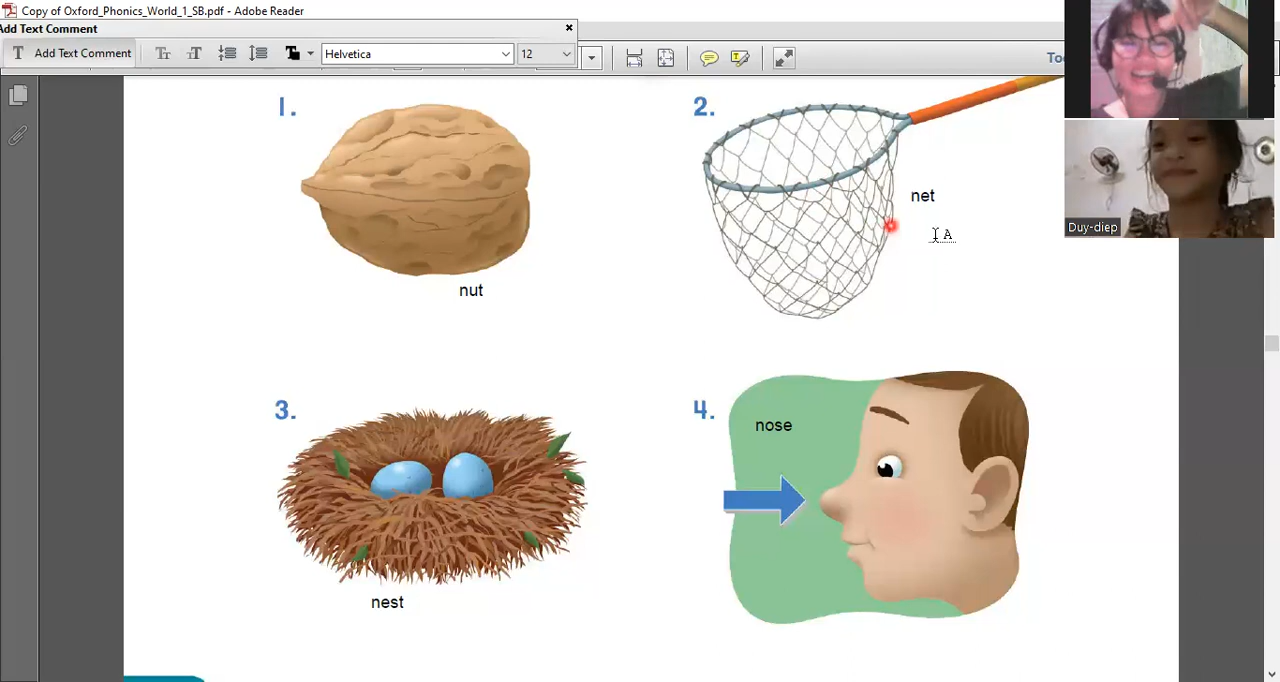 Copy of Oxford_Phonics_World_1_SB.pdf - Adobe Reader
Add Text Comment
T Add Text Comment
Helvetica
12
1.
2.
net
A
nut
Duy-diep
3.
4.
nose
nest